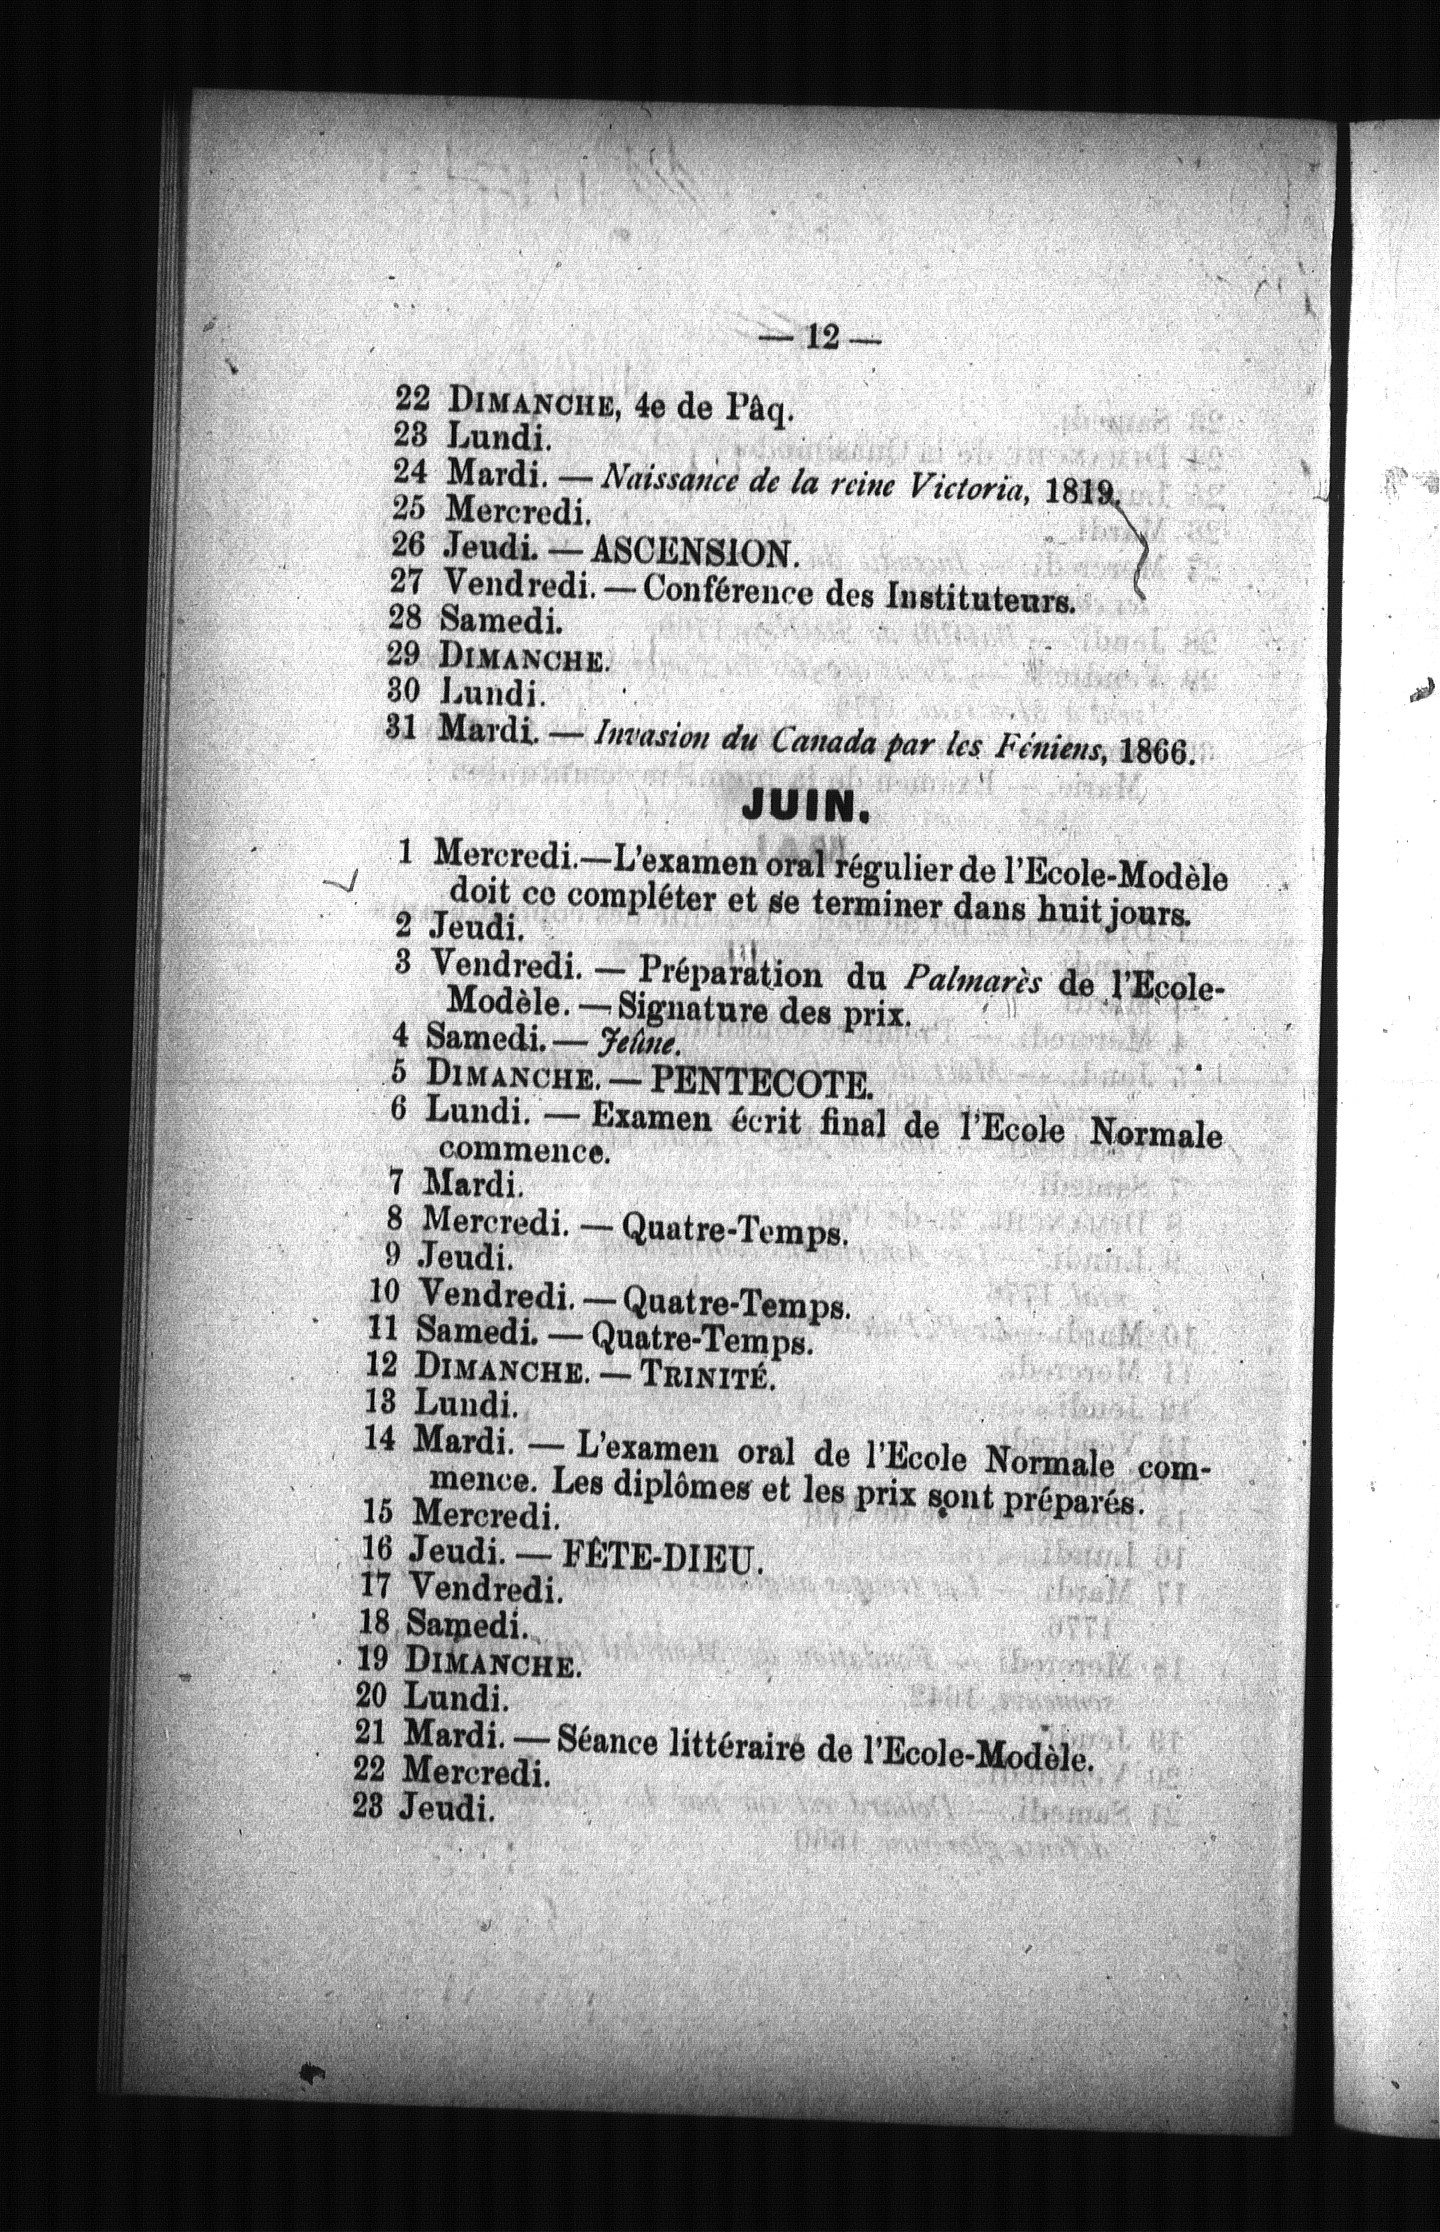 — 12 —
22 DIMANCHE, 4e de Pâq.
23 Lundi.
24 Mardi. — Naissance de la reine Victoria, 1819.
25 Mercredi.
26 Jeudi. — ASCENSION.
27 Vendredi. — Conférence des Instituteurs.
28 Samedi.
29 DIMANCHE.
30 Lundi.
31 Mardi. — Invasion du Canada par les Féniens, 1866.
JUIN.
1 Mercredi.—L'examen oral régulier de l'Ecole-Modèle
doit ce compléter et se terminer dans huit jours.
2 Jeudi.
3 Vendredi. — Préparation du Palmarès de l'Ecole-
Modèle. — Signature des prix.
4 Samedi. — Jeûne.
5 DIMANCHE. — PENTECOTE.
6 Lundi. — Examen écrit final de l'Ecole Normale
commence.
7 Mardi.
8 Mercredi. — Quatre-Temps.
9 Jeudi.
10 Vendredi. — Quatre-Temps.
11 Samedi. — Quatre-Temps.
12 DIMANCHE. — TRINITÉ.
13 Lundi.
14 Mardi. — L'examen oral de l'Ecole Normale com-
mence. Les diplômes et les prix sont préparés.
15 Mercredi.
16 Jeudi. — FÊTE-DIEU.
17 Vendredi.
18 Samedi.
19 DIMANCHE.
20 Lundi.
21 Mardi. — Séance littéraire de l'Ecole-Modèle.
22 Mercredi.
23 Jeudi.